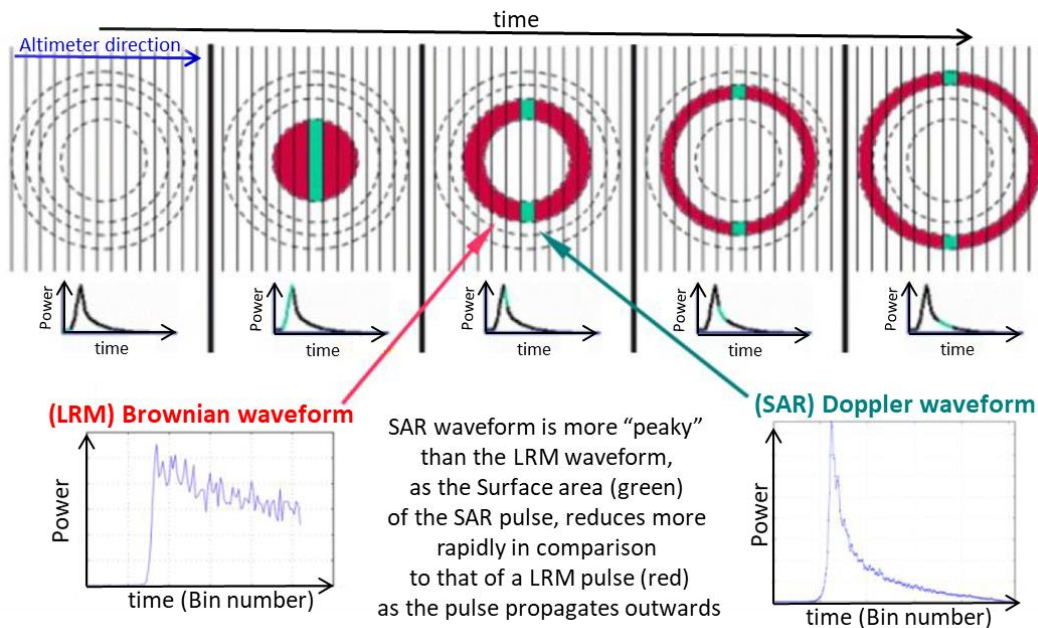 time
Altimeter direction
Power
time
Power
time
Power
time
Power
time
Power
time
(LRM) Brownian waveform
Power
time (Bin number)
SAR waveform is more “peaky”
than the LRM waveform,
as the Surface area (green)
of the SAR pulse, reduces more
rapidly in comparison
to that of a LRM pulse (red)
as the pulse propagates outwards
(SAR) Doppler waveform
Power
time (Bin number)